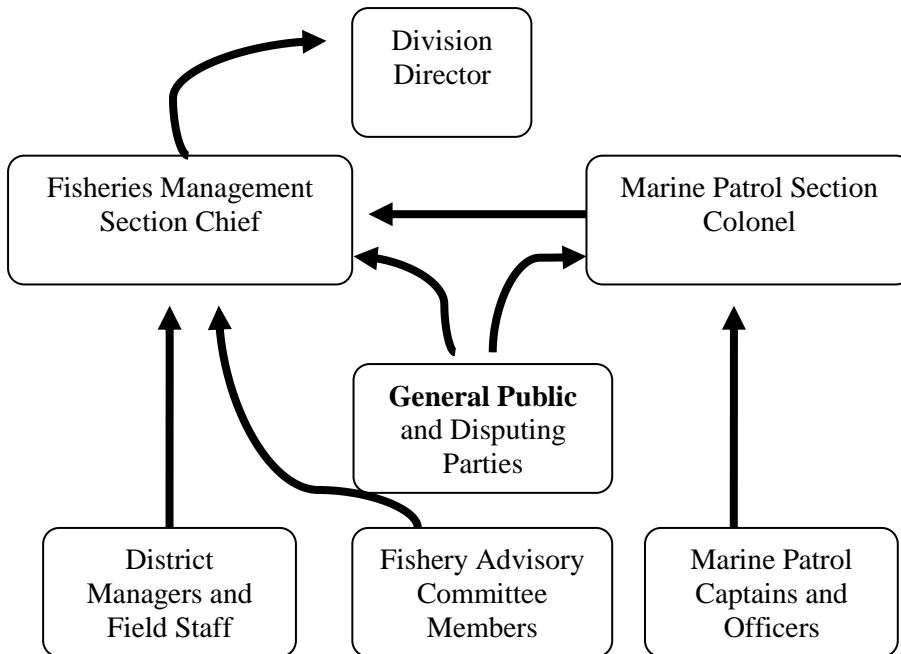 Division
Director
Fisheries Management
Section Chief
Marine Patrol Section
Colonel
General Public
and Disputing
Parties
District
Managers and
Field Staff
Fishery Advisory
Committee
Members
Marine Patrol
Captains and
Officers